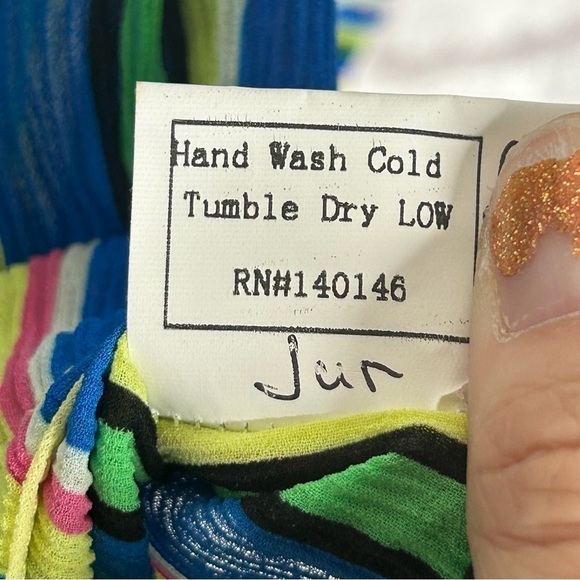 Hand Wash Cold
Tumble Dry LOW
RN#140146
Jur